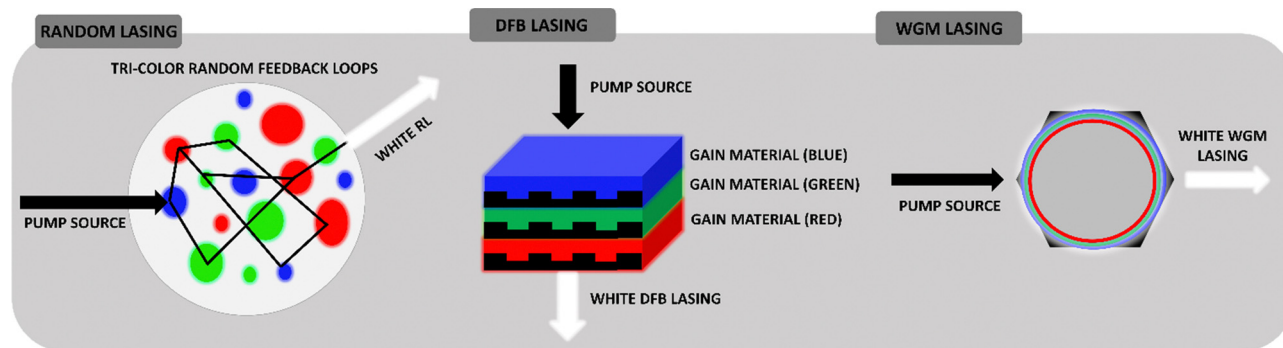 RANDOM LASING
TRI-COLOR RANDOM FEEDBACK LOOPS
WHITE RL
PUMP SOURCE
DFB LASING
PUMP SOURCE
GAIN MATERIAL (BLUE)
GAIN MATERIAL (GREEN)
GAIN MATERIAL (RED)
WHITE DFB LASING
WGM LASING
PUMP SOURCE
WHITE WGM
LASING